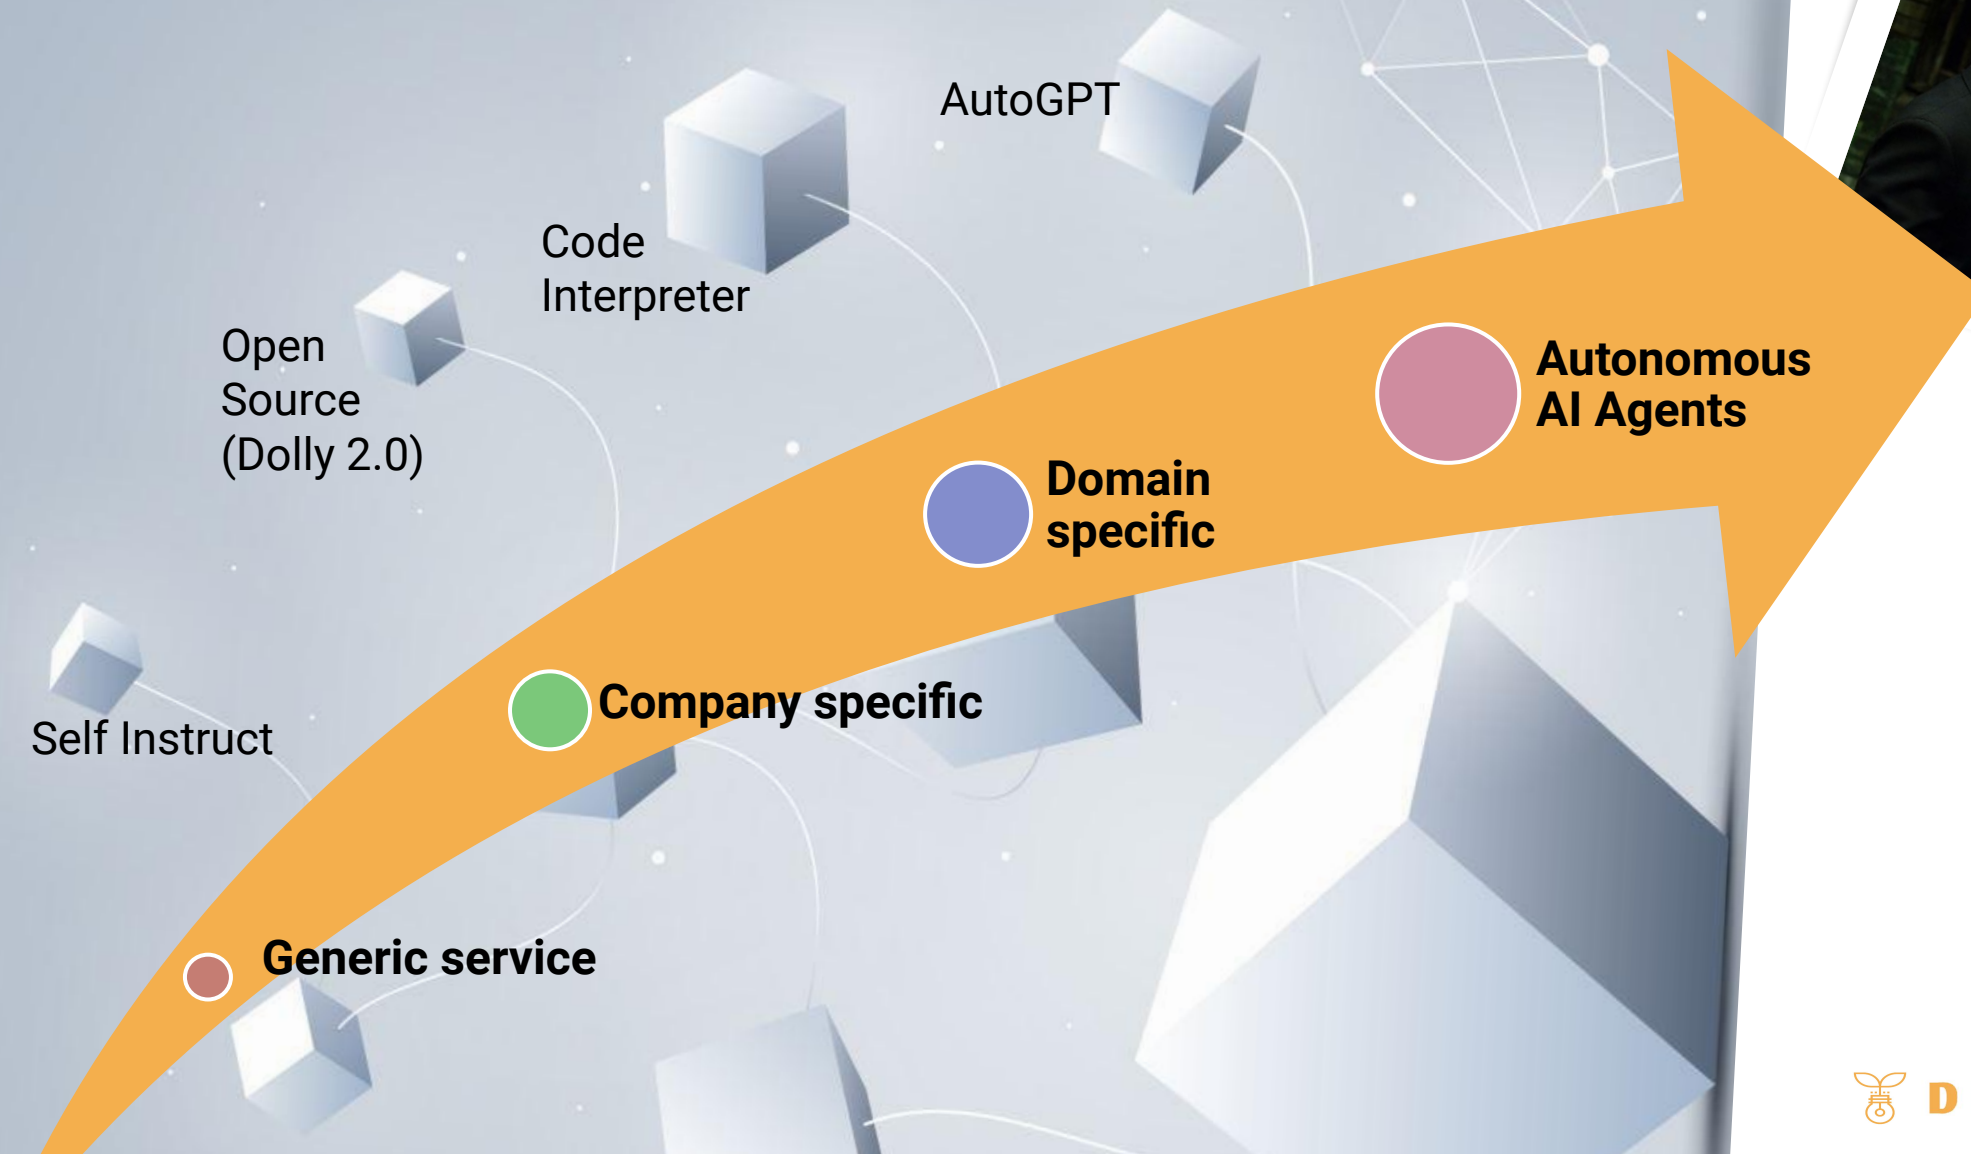 AutoGPT
Code
Interpreter
Open
Source
(Dolly 2.0)
Autonomous
AI Agents
Domain
specific
Company specific
Self Instruct
Generic service
D